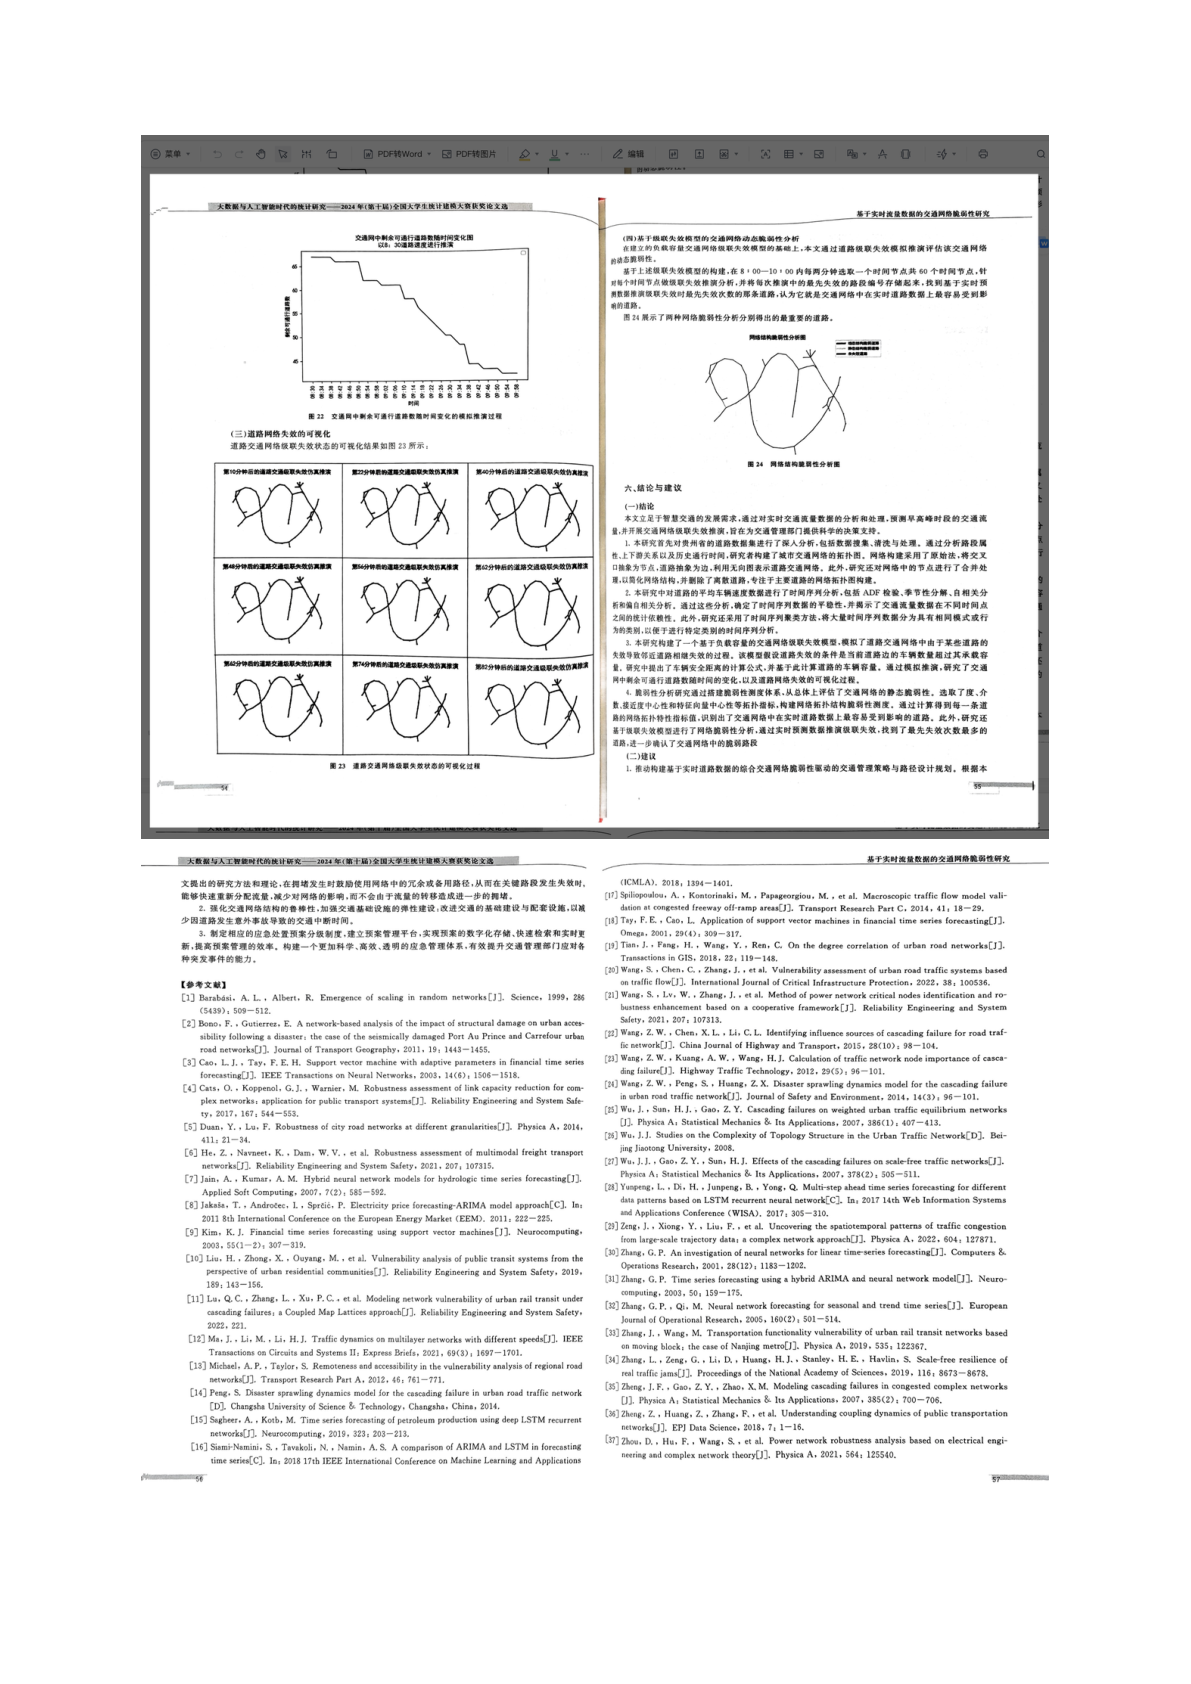 菜单
PDF转Word
PDF转图片
编辑
大数据与人工智能时代的统计研究——2024年(第十届)全国大学生统计建模大赛获奖论文选
交通网中剩余可通行道路数随时间变化图
以8:30道路速度进行推演
剩余可通行道路数
65
60
55
50
45
08:30
08:34
08:38
08:42
08:46
08:50
08:54
08:58
09:02
09:06
09:10
09:14
09:18
09:22
09:26
09:30
09:34
09:38
09:42
09:46
09:50
09:54
09:58
时间
图 22 交通网中剩余可通行道路数随时间变化的模拟推演过程
(三)道路网络失效的可视化
道路交通网络级联失效状态的可视化结果如图 23 所示:
第10分钟后的道路交通级联失效仿真推演
第22分钟后的道路交通级联失效仿真推演
第40分钟后的道路交通级联失效仿真推演
第48分钟后的道路交通级联失效仿真推演
第56分钟后的道路交通级联失效仿真推演
第62分钟后的道路交通级联失效仿真推演
第74分钟后的道路交通级联失效仿真推演
第82分钟后的道路交通级联失效仿真推演
图 23 道路交通网络级联失效状态的可视化过程
54
基于实时流量数据的交通网络脆弱性研究
(四)基于级联失效模型的交通网络动态脆弱性分析
在建立的负载容量交通网络级联失效模型的基础上,本文通过道路级联失效模拟推演评估该交通网络
的动态脆弱性。
基于上述级联失效模型的构建,在 8:00—10:00 内每两分钟选取一个时间节点共 60 个时间节点,针
对每个时间节点做级联失效推演分析,并将每次推演中的最先失效的路段编号存储起来,找到基于实时预
测数据推演级联失效时最先失效次数的那条道路,认为它就是交通网络中在实时道路数据上最容易受到影
响的道路。
图 24 展示了两种网络脆弱性分析分别得出的最重要的道路。
网络结构脆弱性分析图
图 24 网络结构脆弱性分析图
六、结论与建议
(一)结论
本文立足于智慧交通的发展需求,通过对实时交通流量数据的分析和处理,预测早高峰时段的交通流
量,并开展交通网络级联失效推演,旨在为交通管理部门提供科学的决策支持。
1. 本研究首先对贵州省的道路数据集进行了深入分析,包括数据搜集、清洗与处理。通过分析路段属
性、上下游关系以及历史通行时间,研究者构建了城市交通网络的拓扑图。网络构建采用了原始法,将交叉
口抽象为节点,道路抽象为边,利用无向图表示道路交通网络。此外,研究还对网络中的节点进行了合并处
理,以简化网络结构,并删除了离散道路,专注于主要道路的网络拓扑图构建。
2. 本研究中对道路的平均车辆速度数据进行了时间序列分析,包括 ADF 检验、季节性分解、自相关分
析和偏自相关分析。通过这些分析,确定了时间序列数据的平稳性,并揭示了交通流量数据在不同时间点
之间的统计依赖性。此外,研究还采用了时间序列聚类方法,将大量时间序列数据分为具有相同模式或行
为的类别,以便于进行特定类别的时间序列分析。
3. 本研究构建了一个基于负载容量的交通网络级联失效模型,模拟了道路交通网络中由于某些道路的
失效导致邻近道路相继失效的过程。该模型假设道路失效的条件是当前道路边的车辆数量超过其承载容
量。研究中提出了车辆安全距离的计算公式,并基于此计算道路的车辆容量。通过模拟推演,研究了交通
网中剩余可通行道路数随时间的变化,以及道路网络失效的可视化过程。
4. 脆弱性分析研究通过搭建脆弱性测度体系,从总体上评估了交通网络的静态脆弱性。选取了度、介
数、接近度中心性和特征向量中心性等拓扑指标,构建网络拓扑结构脆弱性测度。通过计算得到每一条道
路的网络拓扑特性指标值,识别出了交通网络中在实时道路数据上最容易受到影响的道路。此外,研究还
基于级联失效模型进行了网络脆弱性分析,通过实时预测数据推演级联失效,找到了最先失效次数最多的
道路,进一步确认了交通网络中的脆弱路段
(二)建议
1. 推动构建基于实时道路数据的综合交通网络脆弱性驱动的交通管理策略与路径设计规划。根据本
55
大数据与人工智能时代的统计研究——2024年(第十届)全国大学生统计建模大赛获奖论文选
文提出的研究方法和理论,在拥堵发生时鼓励使用网络中的冗余或备用路径,从而在关键路段发生失效时,
能够快速重新分配流量,减少对网络的影响,而不会由于流量的转移造成进一步的拥堵。
2. 强化交通网络结构的鲁棒性,加强交通基础设施的弹性建设,改进交通的基础建设与配套设施,以减
少因道路发生意外事故导致的交通中断时间。
3. 制定相应的应急处置预案分级制度,建立预案管理平台,实现预案的数字化存储、快速检索和实时更
新,提高预案管理的效率。构建一个更加科学、高效、透明的应急管理体系,有效提升交通管理部门应对各
种突发事件的能力。
【参考文献】
[1] Barabási, A. L. , Albert, R. Emergence of scaling in random networks[J]. Science, 1999, 286
(5439): 509—512.
[2] Bono, F. , Gutierrez, E. A network-based analysis of the impact of structural damage on urban acces-
sibility following a disaster: the case of the seismically damaged Port Au Prince and Carrefour urban
road networks[J]. Journal of Transport Geography, 2011, 19: 1443—1455.
[3] Cao, L. J. , Tay, F. E. H. Support vector machine with adaptive parameters in financial time series
forecasting[J]. IEEE Transactions on Neural Networks, 2003, 14(6): 1506—1518.
[4] Cats, O. , Koppenol, G. J. , Warnier, M. Robustness assessment of link capacity reduction for com-
plex networks: application for public transport systems[J]. Reliability Engineering and System Safe-
ty, 2017, 167: 544—553.
[5] Duan, Y. , Lu, F. Robustness of city road networks at different granularities[J]. Physica A, 2014,
411: 21—34.
[6] He, Z. , Navneet, K. , Dam, W. V. , et al. Robustness assessment of multimodal freight transport
networks[J]. Reliability Engineering and System Safety, 2021, 207: 107315.
[7] Jain, A. , Kumar, A. M. Hybrid neural network models for hydrologic time series forecasting[J].
Applied Soft Computing, 2007, 7(2): 585—592.
[8] Jakaša, T. , Andročec, I. , Sprčić, P. Electricity price forecasting-ARIMA model approach[C]. In:
2011 8th International Conference on the European Energy Market (EEM). 2011: 222—225.
[9] Kim, K. J. Financial time series forecasting using support vector machines[J]. Neurocomputing,
2003, 55(1—2): 307—319.
[10] Liu, H. , Zhong, X. , Ouyang, M. , et al. Vulnerability analysis of public transit systems from the
perspective of urban residential communities[J]. Reliability Engineering and System Safety, 2019,
189: 143—156.
[11] Lu, Q. C. , Zhang, L. , Xu, P. C. , et al. Modeling network vulnerability of urban rail transit under
cascading failures: a Coupled Map Lattices approach[J]. Reliability Engineering and System Safety,
2022, 221.
[12] Ma, J. , Li, M. , Li, H. J. Traffic dynamics on multilayer networks with different speeds[J]. IEEE
Transactions on Circuits and Systems II: Express Briefs, 2021, 69(3): 1697—1701.
[13] Michael, A. P. , Taylor, S. Remoteness and accessibility in the vulnerability analysis of regional road
networks[J]. Transport Research Part A, 2012, 46: 761—771.
[14] Peng, S. Disaster sprawling dynamics model for the cascading failure in urban road traffic network
[D]. Changsha University of Science & Technology, Changsha, China, 2014.
[15] Sagheer, A. , Kotb, M. Time series forecasting of petroleum production using deep LSTM recurrent
networks[J]. Neurocomputing, 2019, 323: 203—213.
[16] Siami-Namini, S. , Tavakoli, N. , Namin, A. S. A comparison of ARIMA and LSTM in forecasting
time series[C]. In: 2018 17th IEEE International Conference on Machine Learning and Applications
56
基于实时流量数据的交通网络脆弱性研究
(ICMLA). 2018: 1394—1401.
[17] Spiliopoulou, A. , Kontorinaki, M. , Papageorgiou, M. , et al. Macroscopic traffic flow model vali-
dation at congested freeway off-ramp areas[J]. Transport Research Part C, 2014, 41: 18—29.
[18] Tay, F. E. , Cao, L. Application of support vector machines in financial time series forecasting[J].
Omega, 2001, 29(4): 309—317.
[19] Tian, J. , Fang, H. , Wang, Y. , Ren, C. On the degree correlation of urban road networks[J].
Transactions in GIS, 2018, 22: 119—148.
[20] Wang, S. , Chen, C. , Zhang, J. , et al. Vulnerability assessment of urban road traffic systems based
on traffic flow[J]. International Journal of Critical Infrastructure Protection, 2022, 38: 100536.
[21] Wang, S. , Lv, W. , Zhang, J. , et al. Method of power network critical nodes identification and ro-
bustness enhancement based on a cooperative framework[J]. Reliability Engineering and System
Safety, 2021, 207: 107313.
[22] Wang, Z. W. , Chen, X. L. , Li, C. L. Identifying influence sources of cascading failure for road traf-
fic network[J]. China Journal of Highway and Transport, 2015, 28(10): 98—104.
[23] Wang, Z. W. , Kuang, A. W. , Wang, H. J. Calculation of traffic network node importance of casca-
ding failure[J]. Highway Traffic Technology, 2012, 29(5): 96—101.
[24] Wang, Z. W. , Peng, S. , Huang, Z. X. Disaster sprawling dynamics model for the cascading failure
in urban road traffic network[J]. Journal of Safety and Environment, 2014, 14(3): 96—101.
[25] Wu, J. , Sun, H. J. , Gao, Z. Y. Cascading failures on weighted urban traffic equilibrium networks
[J]. Physica A: Statistical Mechanics & Its Applications, 2007, 386(1): 407—413.
[26] Wu, J. J. Studies on the Complexity of Topology Structure in the Urban Traffic Network[D]. Bei-
jing Jiaotong University, 2008.
[27] Wu, J. J. , Gao, Z. Y. , Sun, H. J. Effects of the cascading failures on scale-free traffic networks[J].
Physica A: Statistical Mechanics & Its Applications, 2007, 378(2): 505—511.
[28] Yunpeng, L. , Di, H. , Junpeng, B. , Yong, Q. Multi-step ahead time series forecasting for different
data patterns based on LSTM recurrent neural network[C]. In: 2017 14th Web Information Systems
and Applications Conference (WISA). 2017: 305—310.
[29] Zeng, J. , Xiong, Y. , Liu, F. , et al. Uncovering the spatiotemporal patterns of traffic congestion
from large-scale trajectory data: a complex network approach[J]. Physica A, 2022, 604: 127871.
[30] Zhang, G. P. An investigation of neural networks for linear time-series forecasting[J]. Computers &
Operations Research, 2001, 28(12): 1183—1202.
[31] Zhang, G. P. Time series forecasting using a hybrid ARIMA and neural network model[J]. Neuro-
computing, 2003, 50: 159—175.
[32] Zhang, G. P. , Qi, M. Neural network forecasting for seasonal and trend time series[J]. European
Journal of Operational Research, 2005, 160(2): 501—514.
[33] Zhang, J. , Wang, M. Transportation functionality vulnerability of urban rail transit networks based
on moving block: the case of Nanjing metro[J]. Physica A, 2019, 535: 122367.
[34] Zhang, L. , Zeng, G. , Li, D. , Huang, H. J. , Stanley, H. E. , Havlin, S. Scale-free resilience of
real traffic jams[J]. Proceedings of the National Academy of Sciences, 2019, 116: 8673—8678.
[35] Zheng, J. F. , Gao, Z. Y. , Zhao, X. M. Modeling cascading failures in congested complex networks
[J]. Physica A: Statistical Mechanics & Its Applications, 2007, 385(2): 700—706.
[36] Zheng, Z. , Huang, Z. , Zhang, F. , et al. Understanding coupling dynamics of public transportation
networks[J]. EPJ Data Science, 2018, 7: 1—16.
[37] Zhou, D. , Hu, F. , Wang, S. , et al. Power network robustness analysis based on electrical engi-
neering and complex network theory[J]. Physica A, 2021, 564: 125540.
57